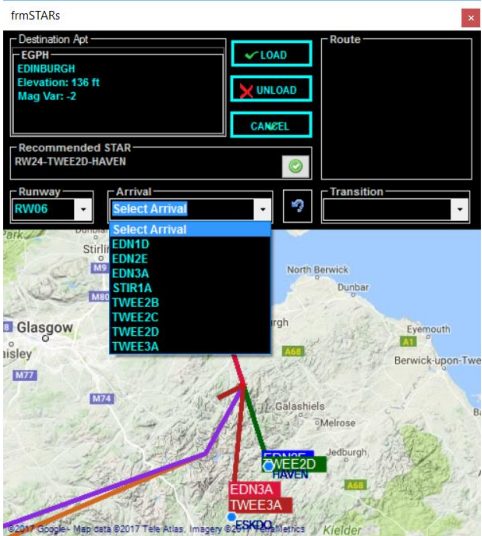 frmSTARs
Destination Apt
EGPH
EDINBURGH
Elevation: 136 ft
Mag Var: -2
LOAD
UNLOAD
CANCEL
Route
Recommended STAR
RW24-TWEE2D-HAVEN
Runway
RW06
Arrival
Select Arrival
Transition
Select Arrival
EDN1D
EDN2E
EDN3A
STIR1A
TWEE2B
TWEE2C
TWEE2D
TWEE3A
M9
M80
North Berwick
Dunbar
Glasgow
Eyemouth
A1
A68
Berwick-upon-Twe
M77
M74
Galashiels
Melrose
Jedburgh
EDN2E
TWEE2D
HAVEN
A68
EDN3A
TWEE3A
ESKDO
Kielder
©2017 Google - Map data ©2017 Tele Atlas, Imagery ©2017 TerraMetrics